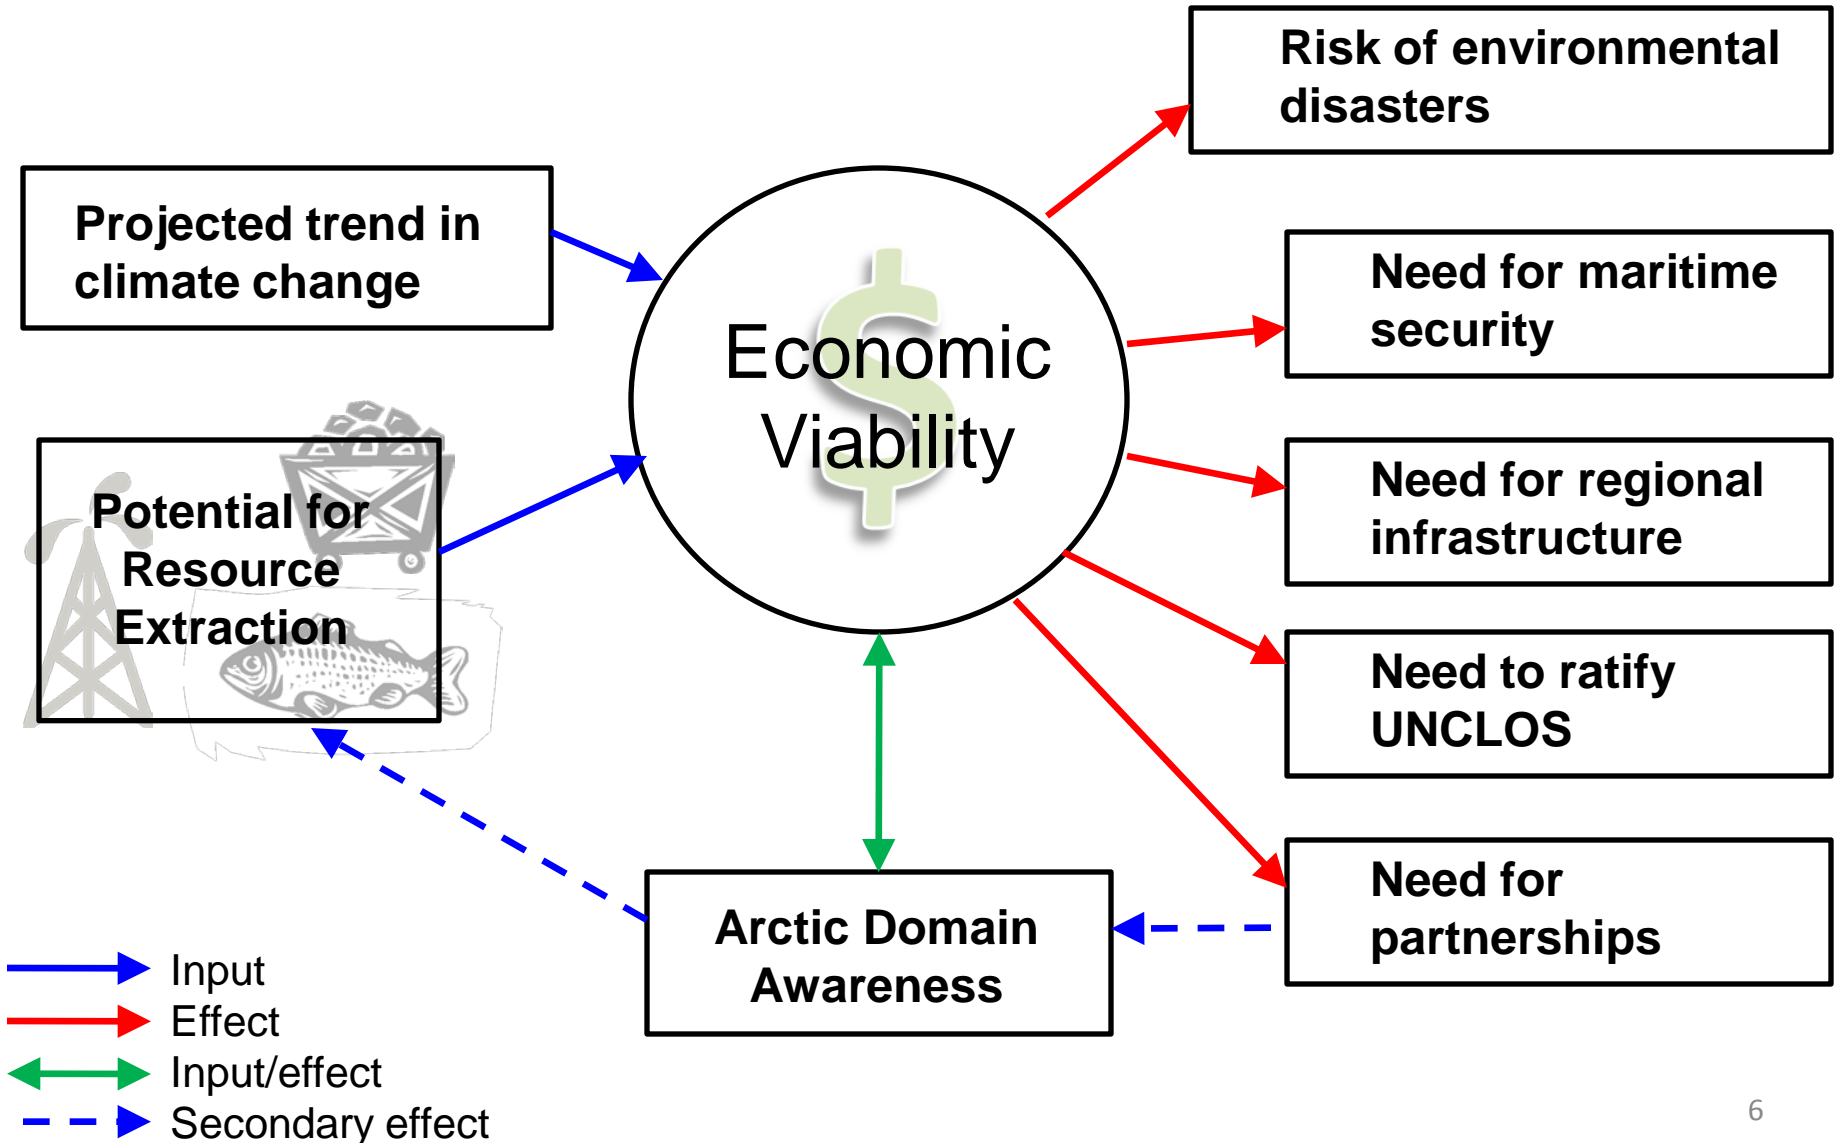 Risk of environmental
disasters
Projected trend in
climate change
Need for maritime
security
Economic
Viability
Potential for
Resource
Extraction
Need for regional
infrastructure
Need to ratify
UNCLOS
Need for
partnerships
Arctic Domain
Awareness
Input
Effect
Input/effect
Secondary effect
6